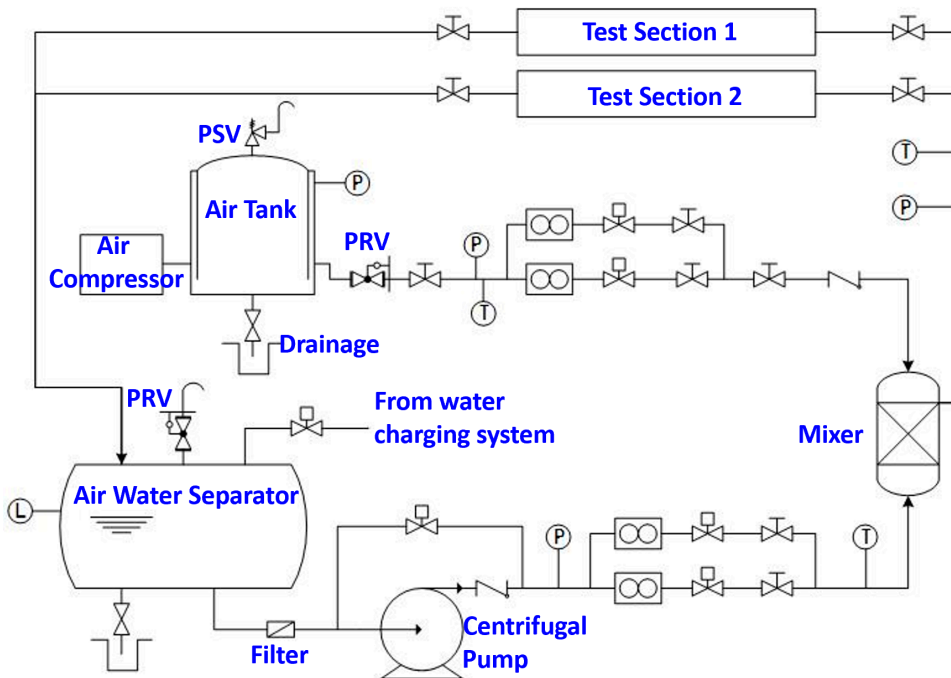 Test Section 1
Test Section 2
PSV
T
P
Air Tank
P
Air
Compressor
PRV
P
T
Drainage
PRV
From water
charging system
Mixer
Air Water Separator
L
P
T
Filter
Centrifugal
Pump